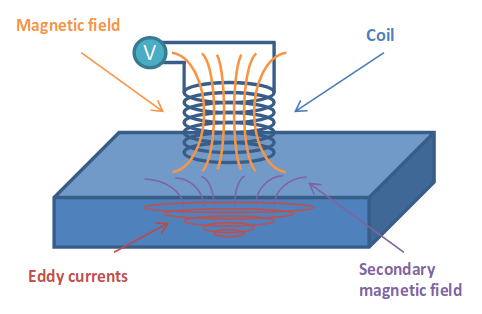 Magnetic field
Coil
V
Eddy currents
Secondary
magnetic field